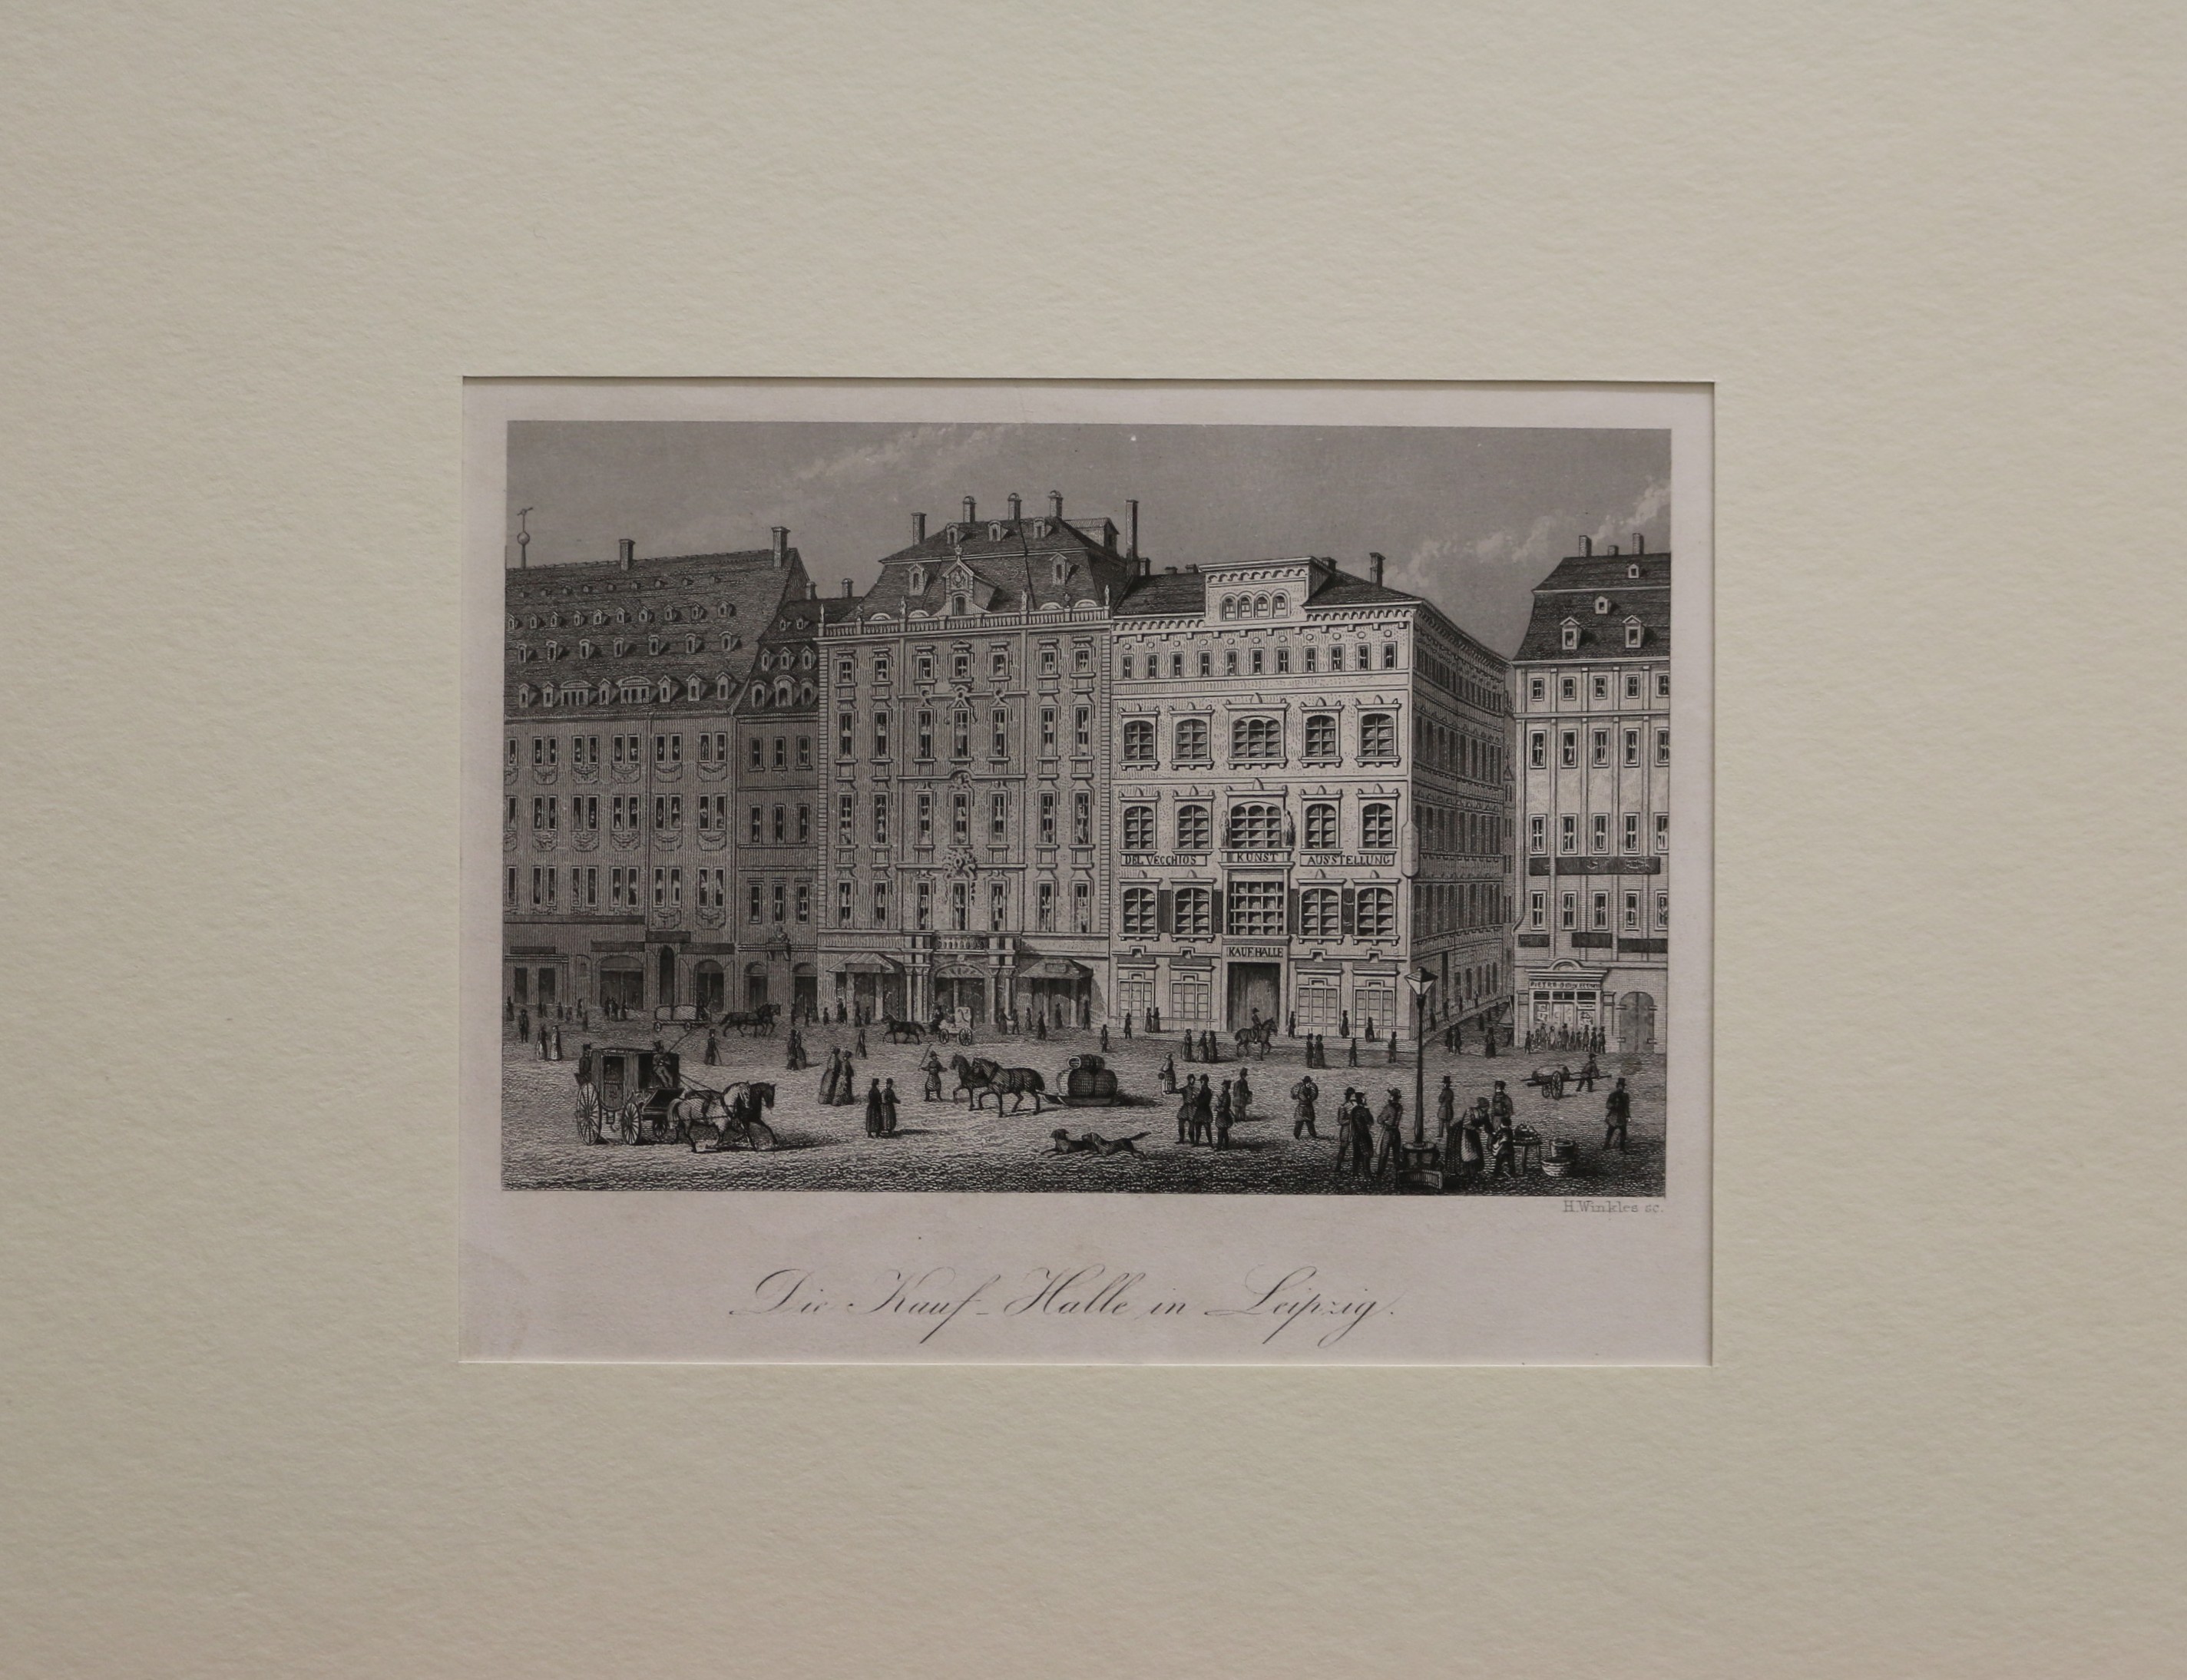 DEL VECCHIOS KUNST AUSSTELLUNG
KAUFHALLE
H. Winkles sc.
Die Kauf-Halle in Leipzig.